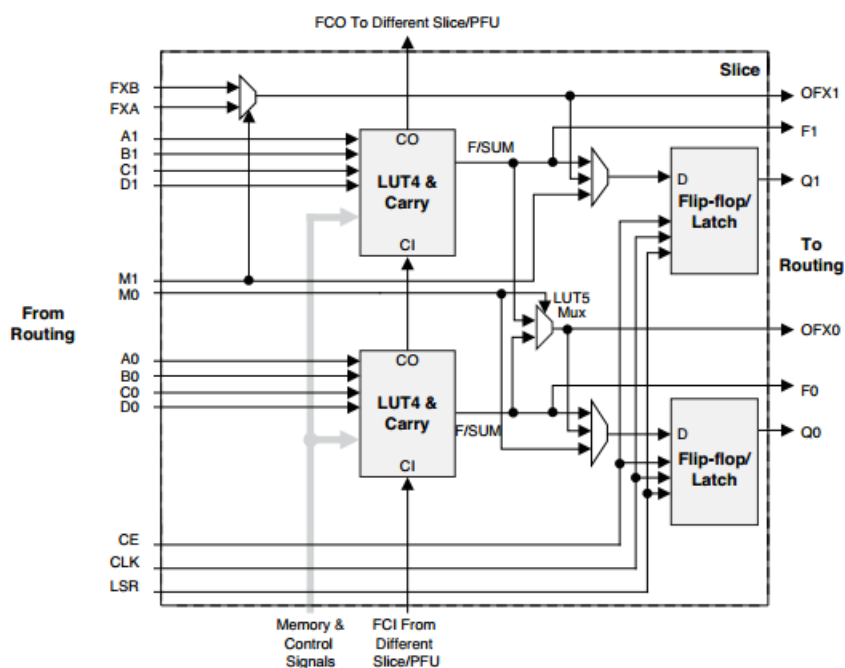 FCO To Different Slice/PFU
Slice
FXB
FXA
OFX1
A1
B1
C1
D1
CO
LUT4 &
Carry
CI
F/SUM
F1
D
Flip-flop/
Latch
Q1
To
Routing
M1
M0
From
Routing
LUT5
Mux
OFX0
A0
B0
C0
D0
CO
LUT4 &
Carry
CI
F/SUM
F0
D
Flip-flop/
Latch
Q0
CE
CLK
LSR
Memory &
Control
Signals
FCI From
Different
Slice/PFU